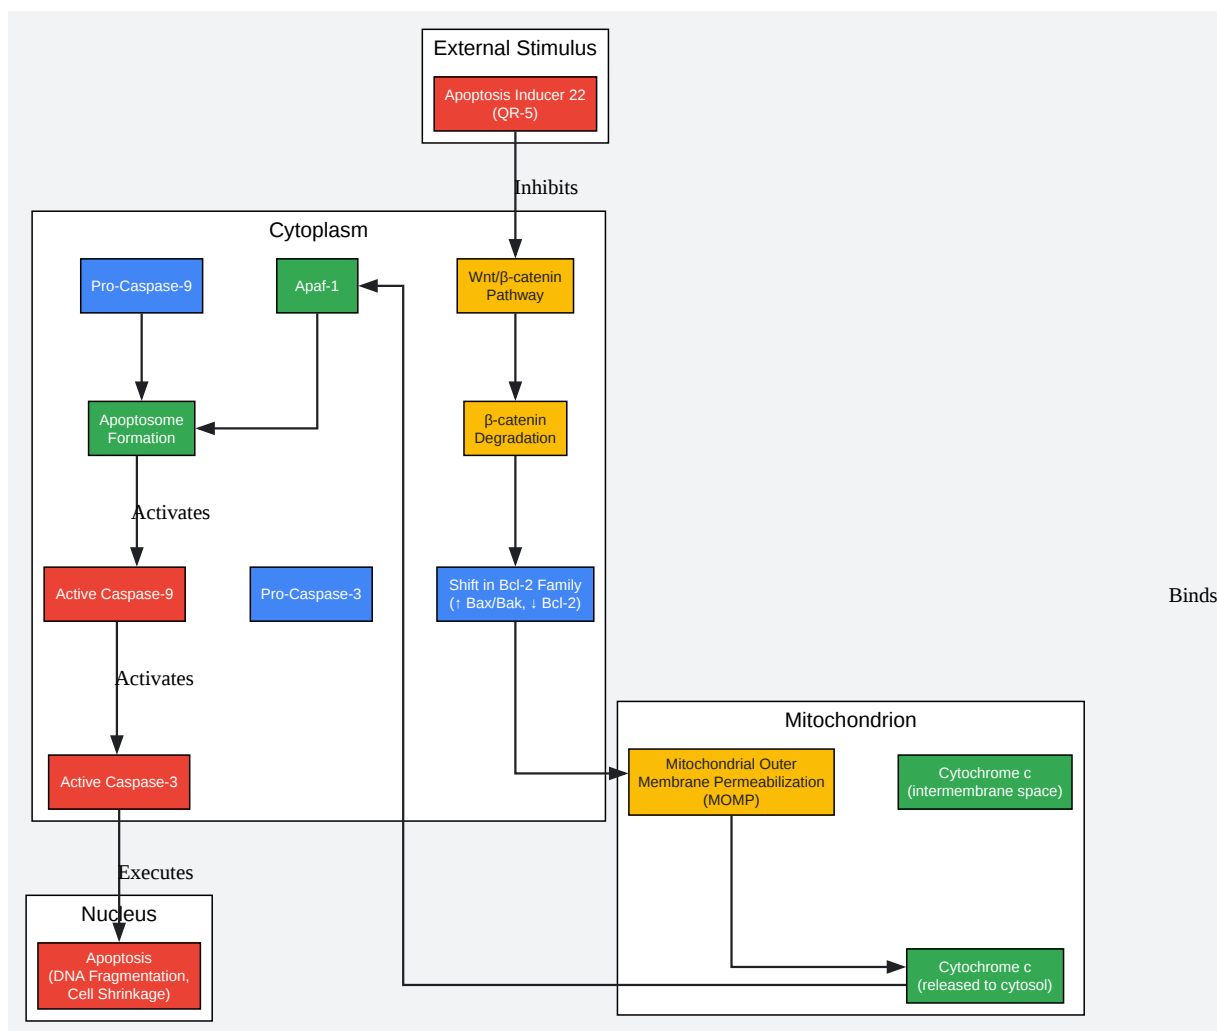 External Stimulus
Apoptosis Inducer 22
(QR-5)
Inhibits
Cytoplasm
Pro-Caspase-9
Apaf-1
Wnt/β-catenin
Pathway
Apoptosome
Formation
β-catenin
Degradation
Activates
Active Caspase-9
Pro-Caspase-3
Shift in Bcl-2 Family
(↑ Bax/Bak, ↓ Bcl-2)
Binds
Activates
Mitochondrion
Active Caspase-3
Mitochondrial Outer
Membrane Permeabilization
(MOMP)
Cytochrome c
(intermembrane space)
Executes
Nucleus
Apoptosis
(DNA Fragmentation,
Cell Shrinkage)
Cytochrome c
(released to cytosol)